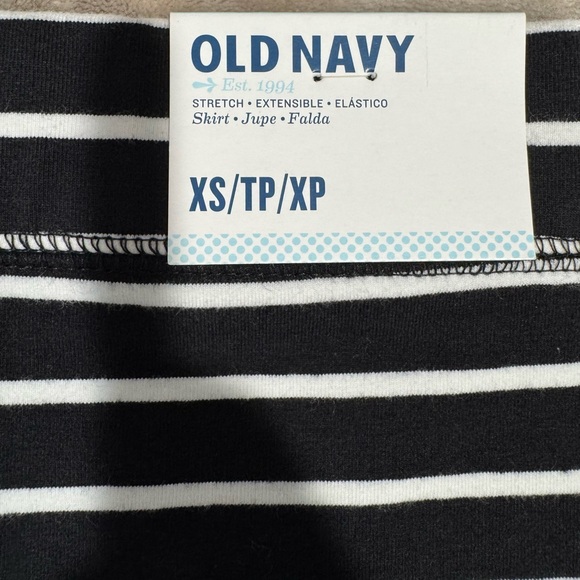 OLD NAVY
Est. 1994
STRETCH • EXTENSIBLE • ELÁSTICO
Skirt • Jupe • Falda
XS/TP/XP